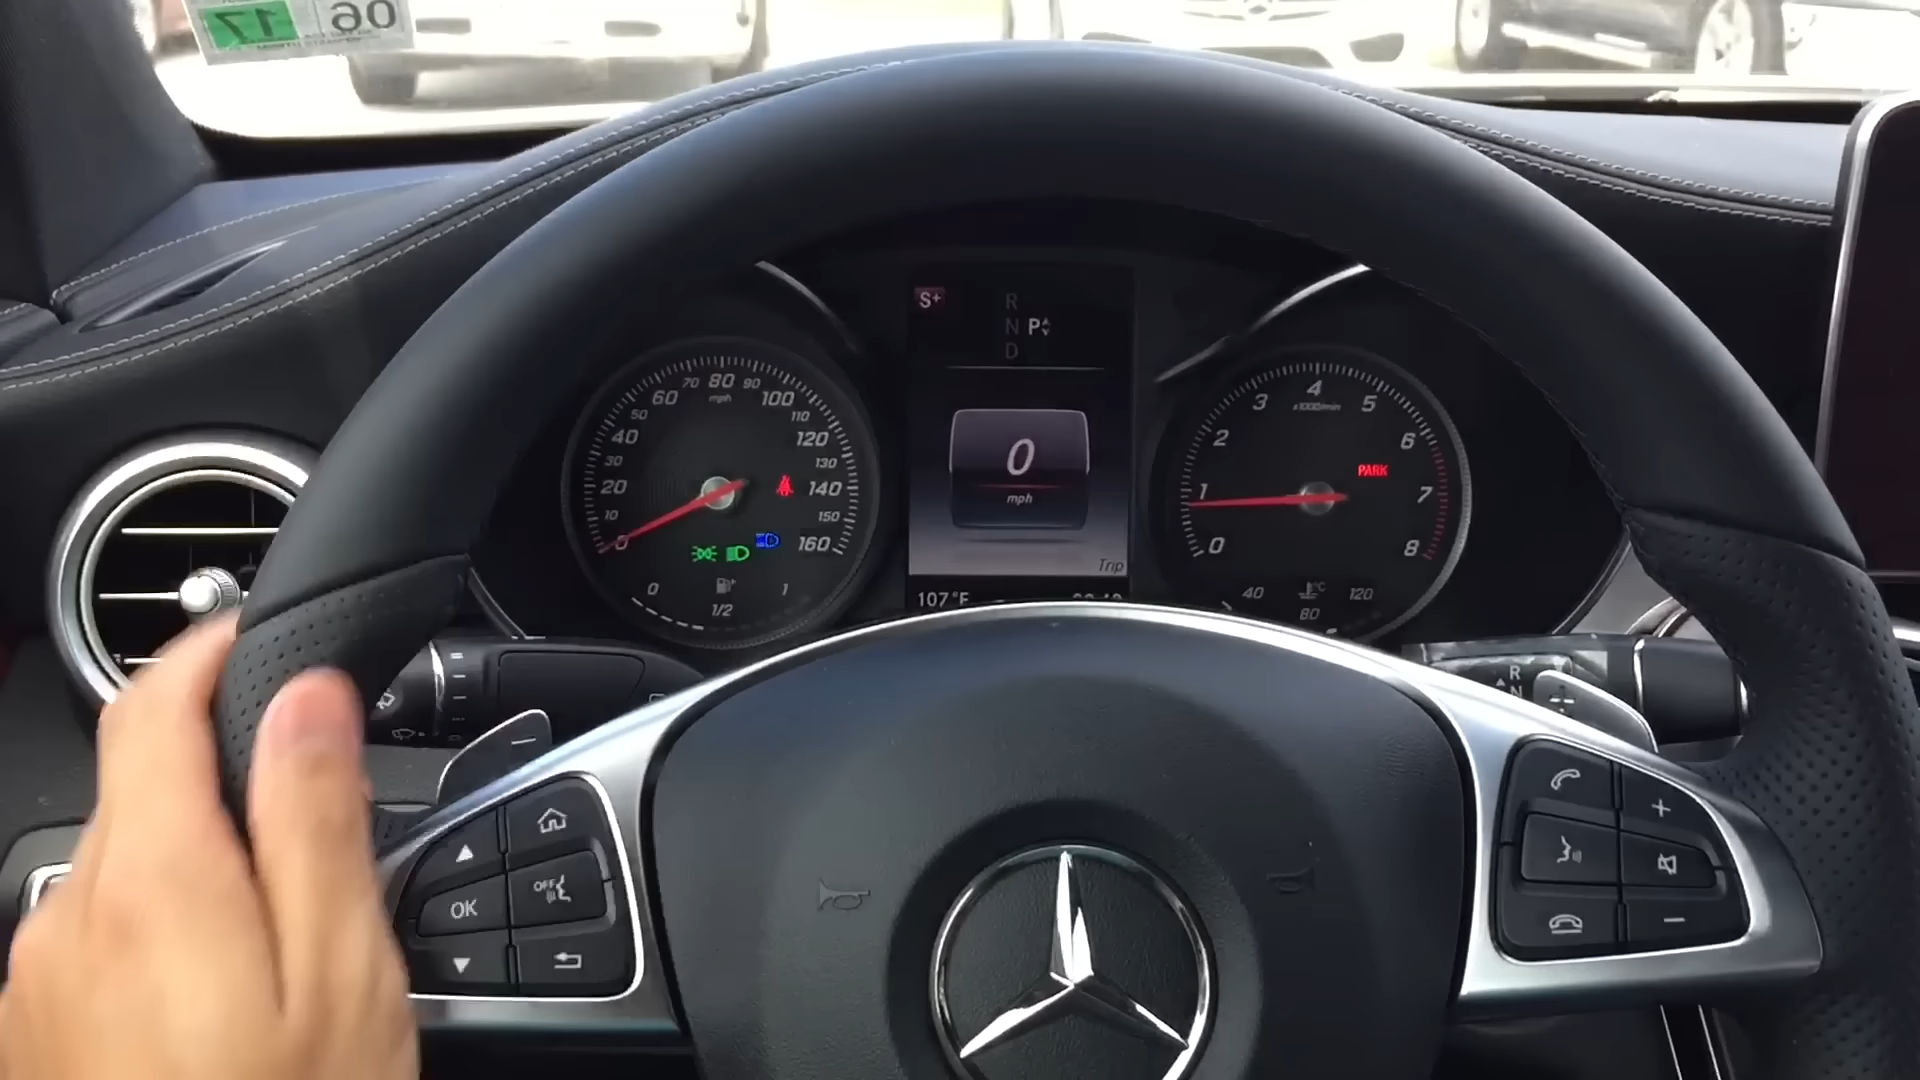 17
06
S+
R
N P
D
70 80 90
60 mph 100
50 110
40 120
30 130
20 140
10 150
0 160
0 1
1/2
0
mph
Trip
107°F
4
3 x1000/min 5
2 6
PARK
1 7
0 8
40 °C 120
80
R
N
OK
OFF